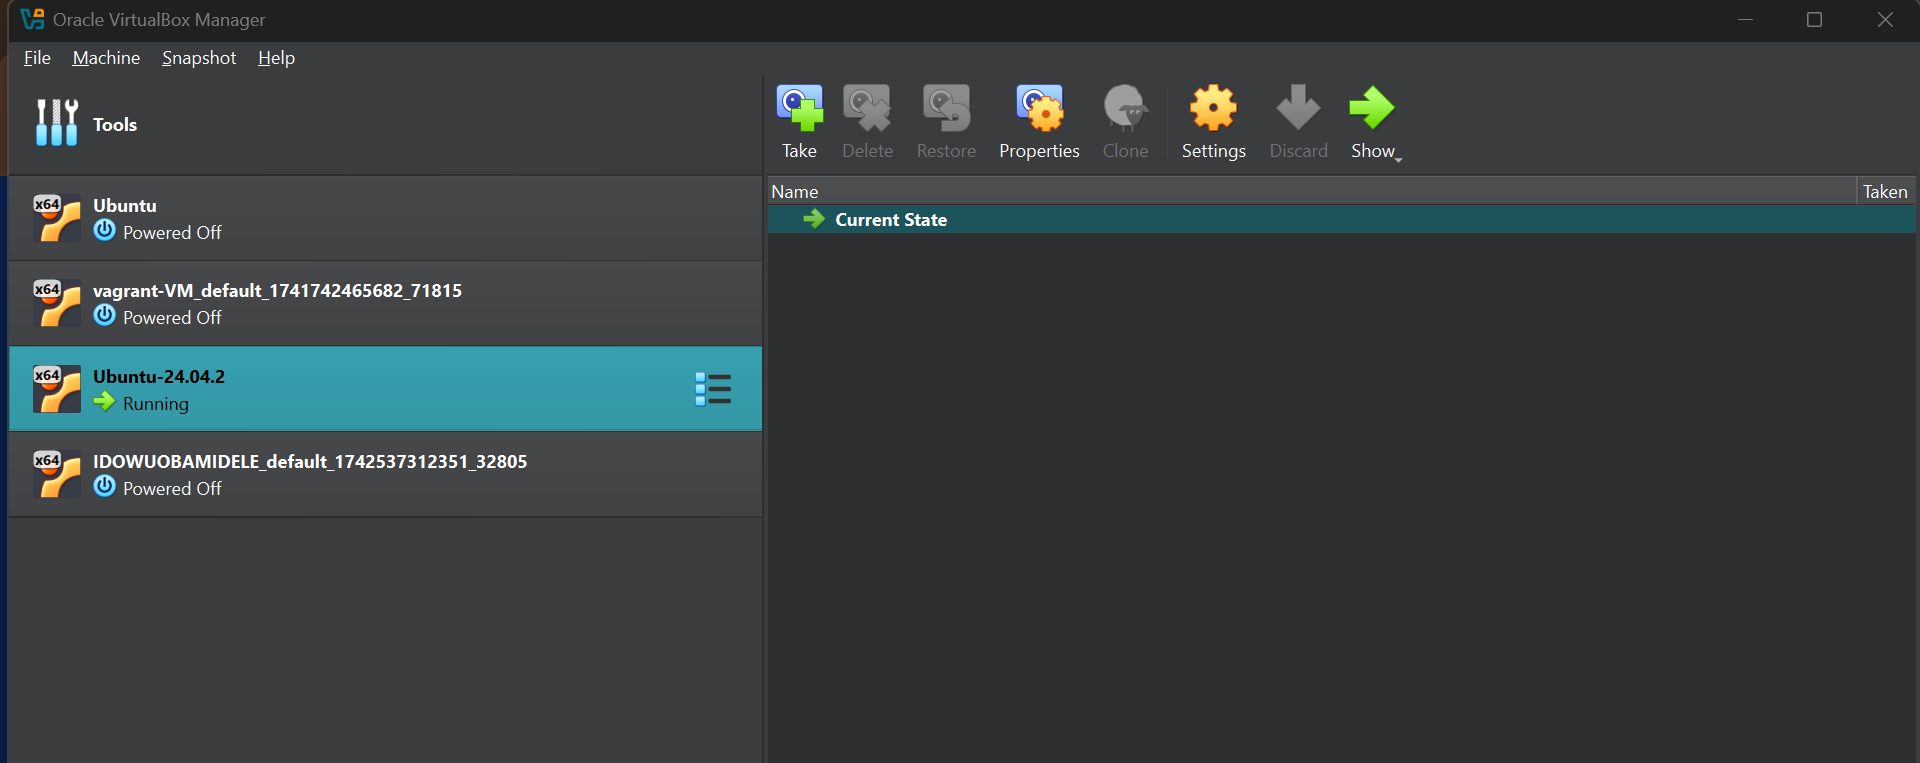 Oracle VirtualBox Manager
File Machine Snapshot Help
Tools
Take Delete Restore Properties Clone Settings Discard Show
Name Taken
Current State
x64 Ubuntu
Powered Off
x64 vagrant-VM_default_1741742465682_71815
Powered Off
x64 Ubuntu-24.04.2
Running
x64 IDOWUOBAMIDELE_default_1742537312351_32805
Powered Off